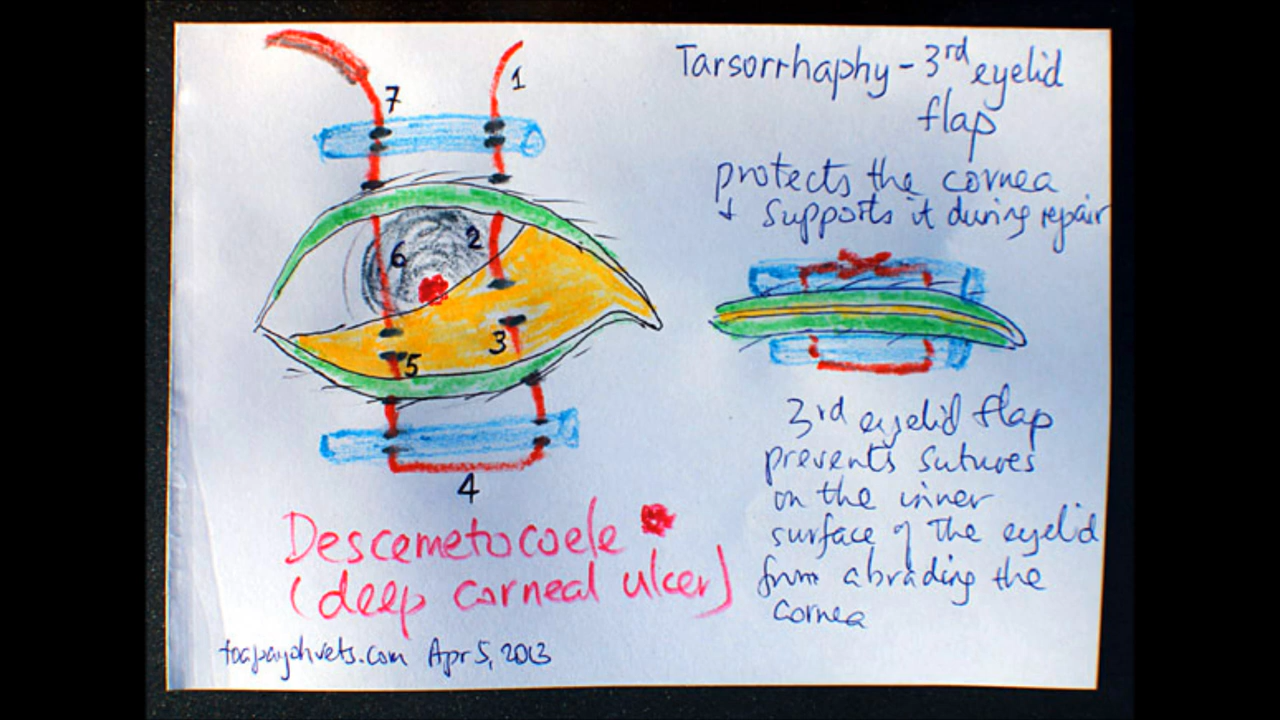 Tarsorrhaphy - 3rd eyelid
flap
protects the cornea
+ supports it during repair
7
1
6
2
3
5
4
3rd eyelid flap
prevents sutures
on the inner
surface of the eyelid
from abrading the
cornea
Descemetocoele
(deep corneal ulcer)
toapayohvets.com Apr 5, 2013